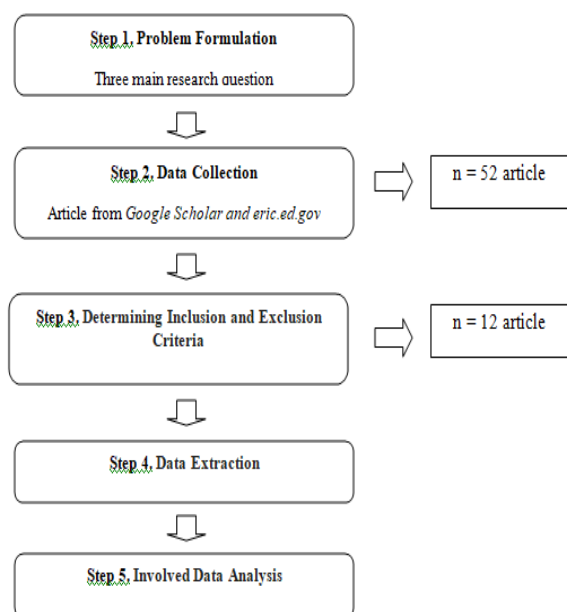 Step 1, Problem Formulation
Three main research question
Step 2, Data Collection
n = 52 article
Article from Google Scholar and eric.ed.gov
Step 3, Determining Inclusion and Exclusion
Criteria
n = 12 article
Step 4, Data Extraction
Step 5, Involved Data Analysis